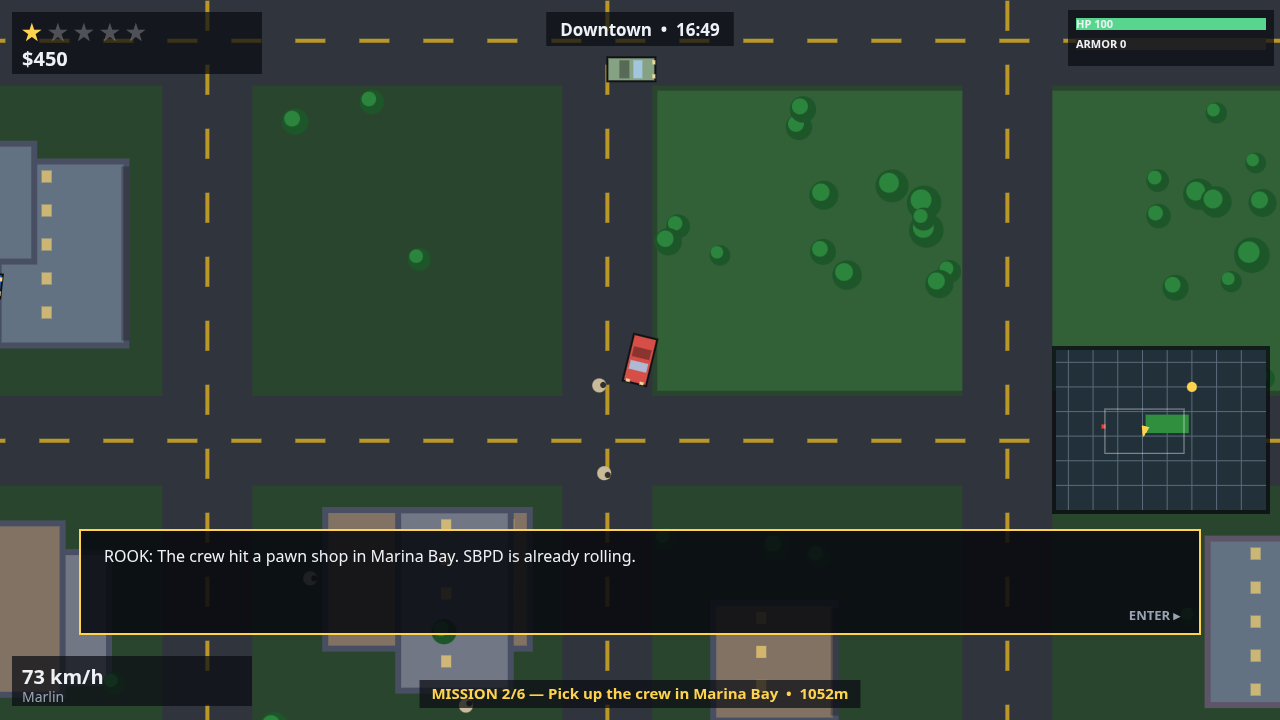 Downtown • 16:49
HP 100
ARMOR 0
$450
ROOK: The crew hit a pawn shop in Marina Bay. SBPD is already rolling.
ENTER ▸
73 km/h
Marlin
MISSION 2/6 — Pick up the crew in Marina Bay • 1052m